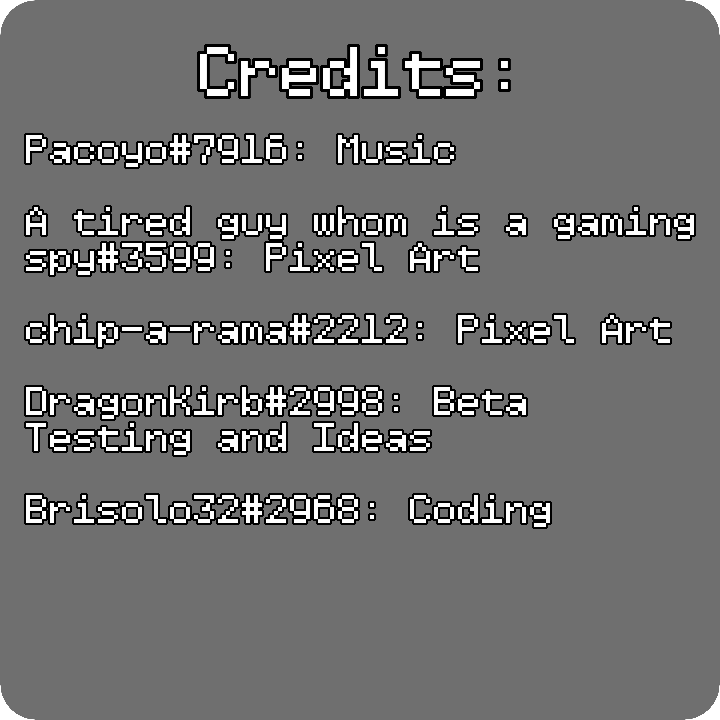 Credits:
Pacoyo#7916: Music
A tired guy whom is a gaming
spy#3599: Pixel Art
chip-a-rama#2212: Pixel Art
DragonKirb#2998: Beta
Testing and Ideas
Brisolo32#2968: Coding